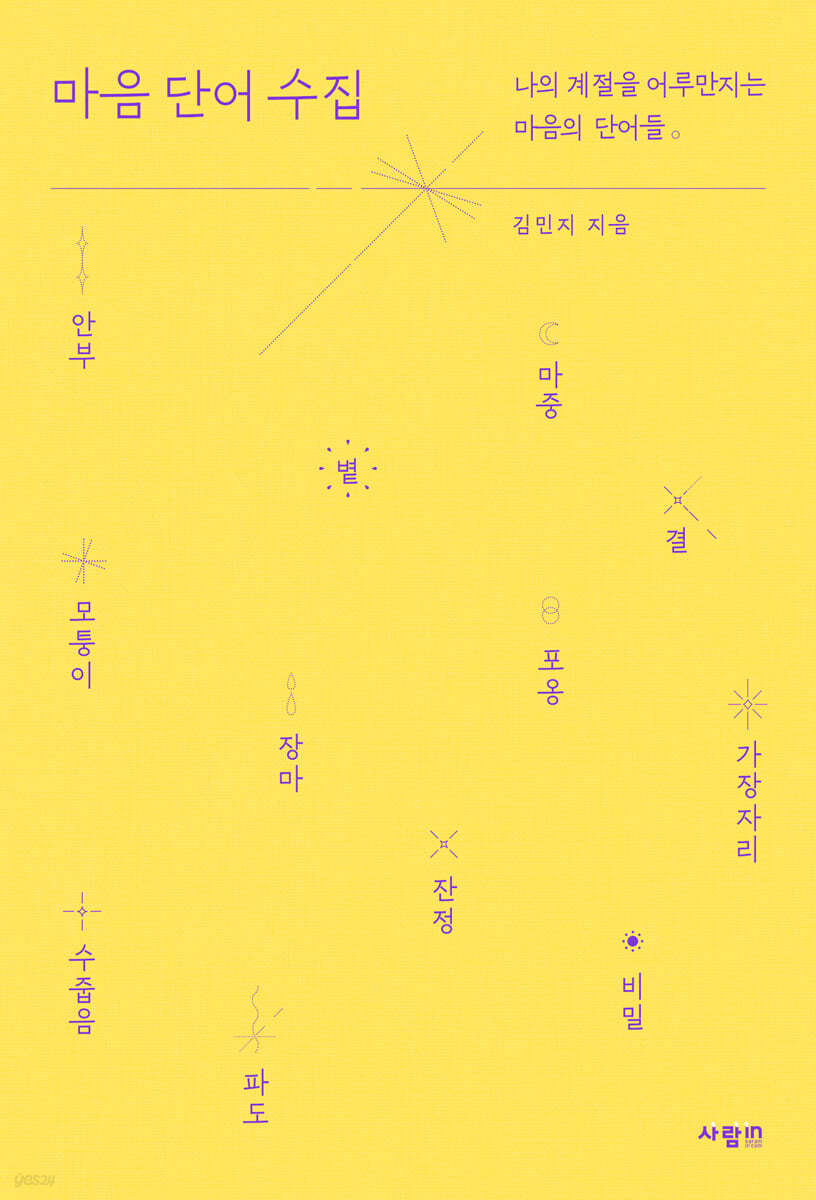 마음 단어 수집
나의 계절을 어루만지는
마음의 단어들。
김민지 지음
안부
마중
볕
결
모퉁이
포옹
장마
가장자리
잔정
수줍음
비밀
파도
사람in
yes24